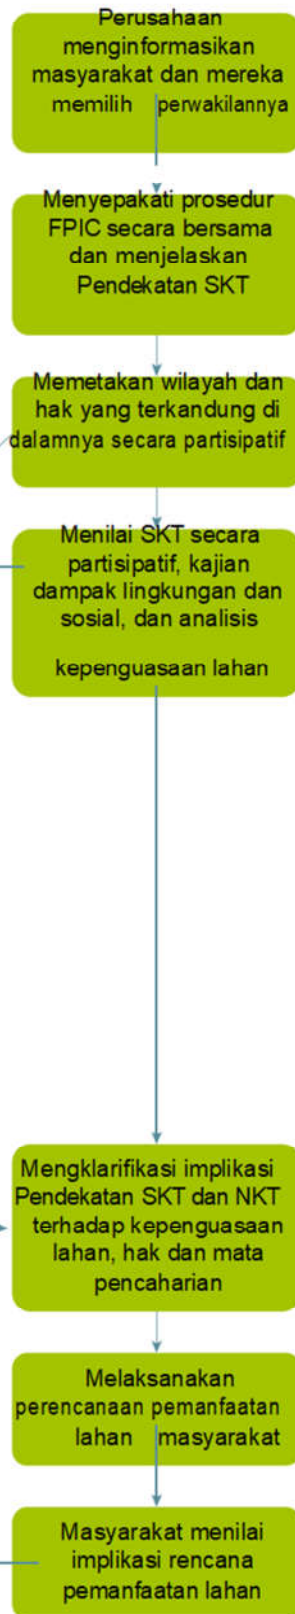 Perusahaan
menginformasikan
masyarakat dan mereka
memilih perwakilannya
Menyepakati prosedur
FPIC secara bersama
dan menjelaskan
Pendekatan SKT
Memetakan wilayah dan
hak yang terkandung di
dalamnya secara partisipatif
Menilai SKT secara
partisipatif, kajian
dampak lingkungan dan
sosial, dan analisis
kepenguasaan lahan
Mengklarifikasi implikasi
Pendekatan SKT dan NKT
terhadap kepenguasaan
lahan, hak dan mata
pencaharian
Melaksanakan
perencanaan pemanfaatan
lahan masyarakat
Masyarakat menilai
implikasi rencana
pemanfaatan lahan